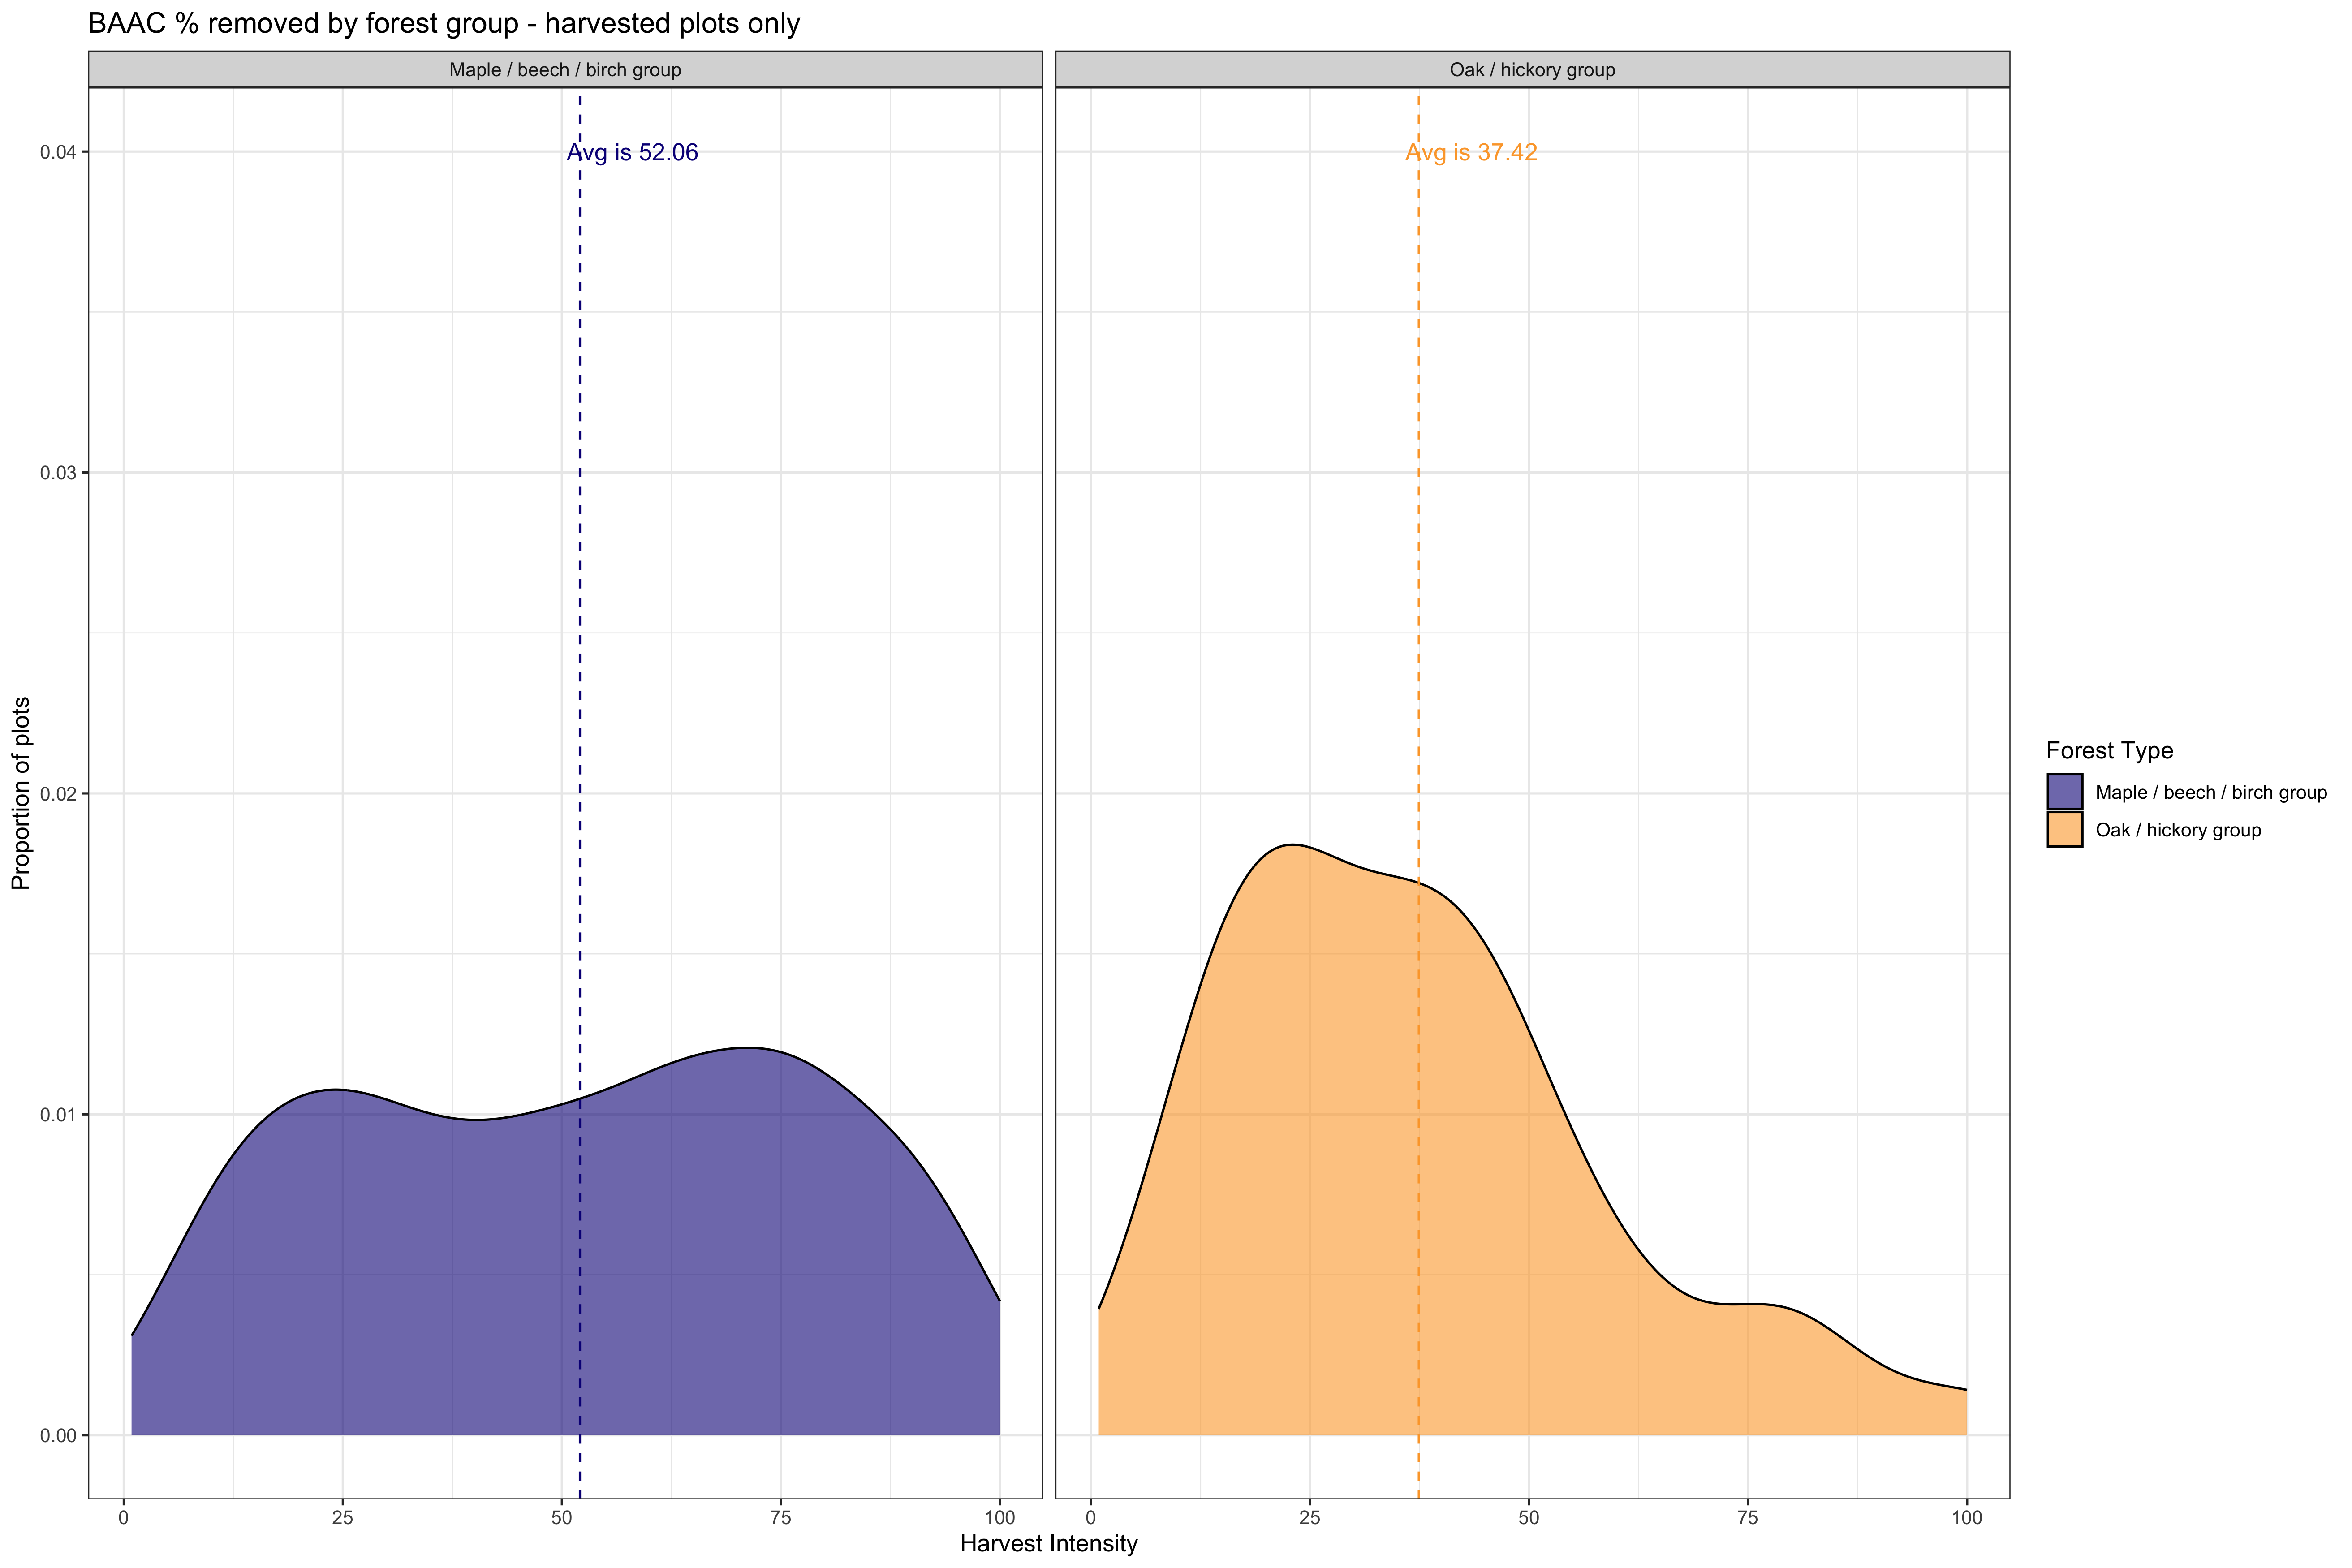 BAAC % removed by forest group - harvested plots only
Maple / beech / birch group
Oak / hickory group
Avg is 52.06
Avg is 37.42
0.04
0.03
0.02
0.01
0.00
Proportion of plots
0 25 50 75 100
0 25 50 75 100
Harvest Intensity
Forest Type
Maple / beech / birch group
Oak / hickory group